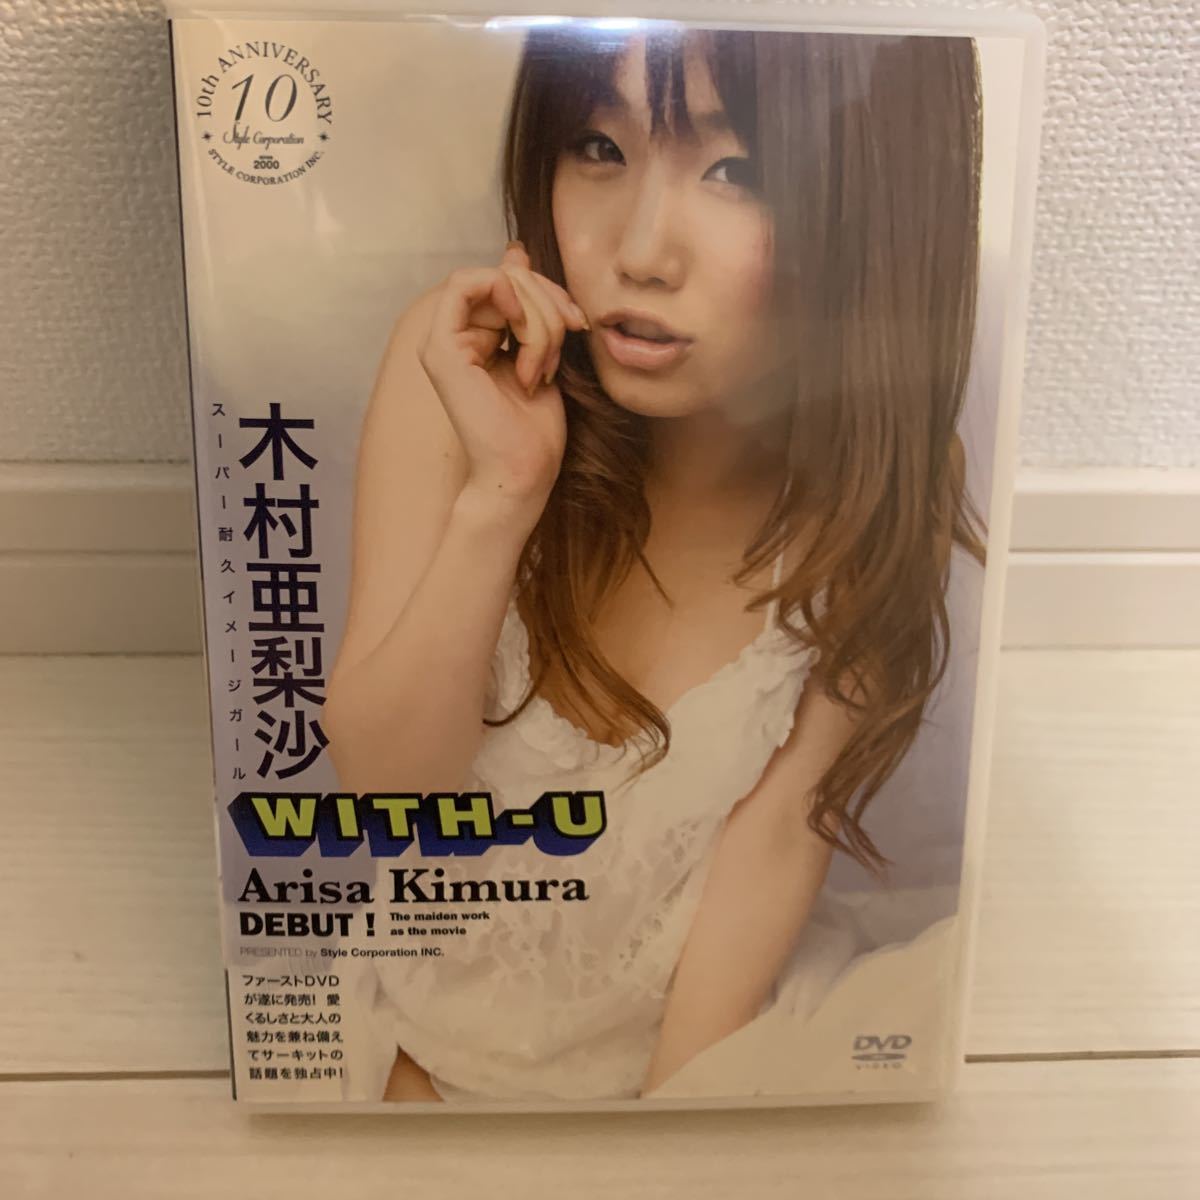 10th ANNIVERSARY
10
Style Corporation
2000
STYLE CORPORATION INC.
木村亜梨沙
スーパー耐久イメージガール
WITH-U
Arisa Kimura
DEBUT！ The maiden work
as the movie
PRESENTED by Style Corporation INC.
ファーストDVD
が遂に発売！愛
くるしさと大人の
魅力を兼ね備え
てサーキットの
話題を独占中！
DVD
VIDEO